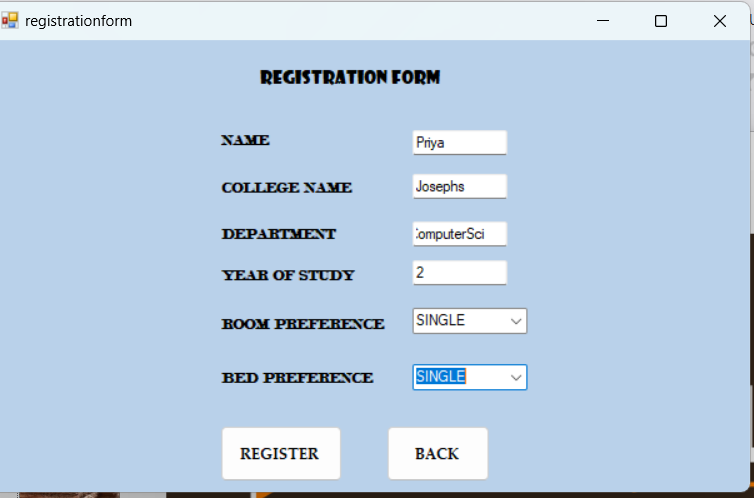 registrationform
REGISTRATION FORM
NAME Priya
COLLEGE NAME Josephs
DEPARTMENT ComputerSci
YEAR OF STUDY 2
ROOM PREFERENCE SINGLE
BED PREFERENCE SINGLE
REGISTER BACK